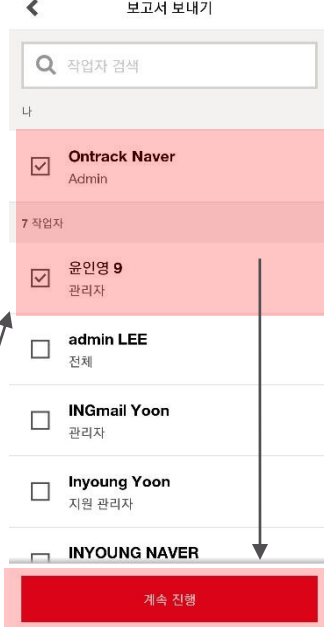 보고서 보내기
작업자 검색
나
Ontrack Naver
Admin
7 작업자
윤인영 9
관리자
admin LEE
전체
INGmail Yoon
관리자
Inyoung Yoon
지원 관리자
INYOUNG NAVER
계속 진행